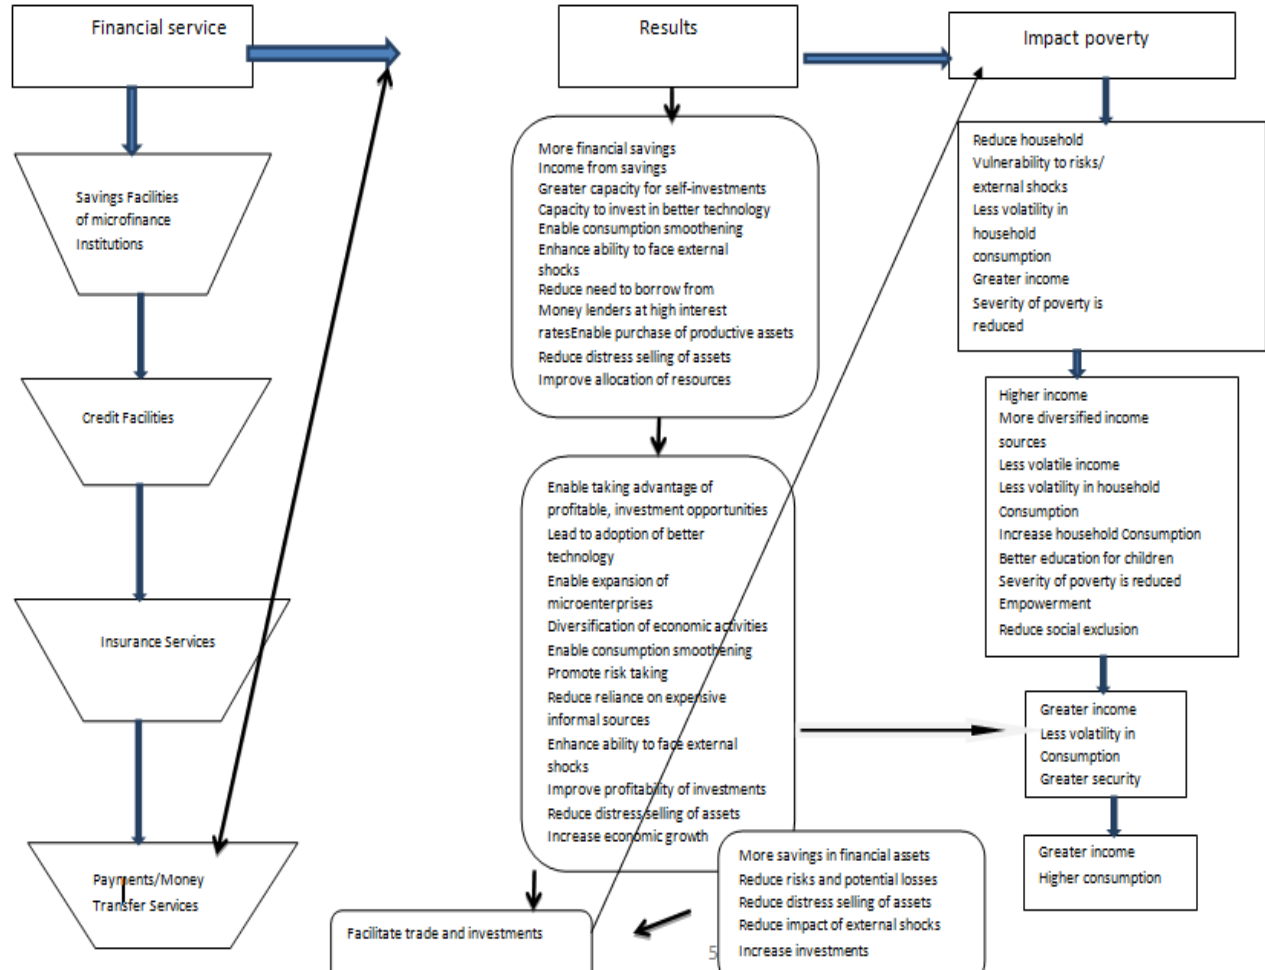 Financial service
Results
Impact poverty
Savings Facilities
of microfinance
Institutions
Credit Facilities
Insurance Services
Payments/Money
Transfer Services
More financial savings
Income from savings
Greater capacity for self-investments
Capacity to invest in better technology
Enable consumption smoothening
Enhance ability to face external
shocks
Reduce need to borrow from
Money lenders at high interest
ratesEnable purchase of productive assets
Reduce distress selling of assets
Improve allocation of resources
Enable taking advantage of
profitable, investment opportunities
Lead to adoption of better
technology
Enable expansion of
microenterprises
Diversification of economic activities
Enable consumption smoothening
Promote risk taking
Reduce reliance on expensive
informal sources
Enhance ability to face external
shocks
Improve profitability of investments
Reduce distress selling of assets
Increase economic growth
More savings in financial assets
Reduce risks and potential losses
Reduce distress selling of assets
Reduce impact of external shocks
Increase investments
5
Facilitate trade and investments
Reduce household
Vulnerability to risks/
external shocks
Less volatility in
household
consumption
Greater income
Severity of poverty is
reduced
Higher income
More diversified income
sources
Less volatile income
Less volatility in household
Consumption
Increase household Consumption
Better education for children
Severity of poverty is reduced
Empowerment
Reduce social exclusion
Greater income
Less volatility in
Consumption
Greater security
Greater income
Higher consumption